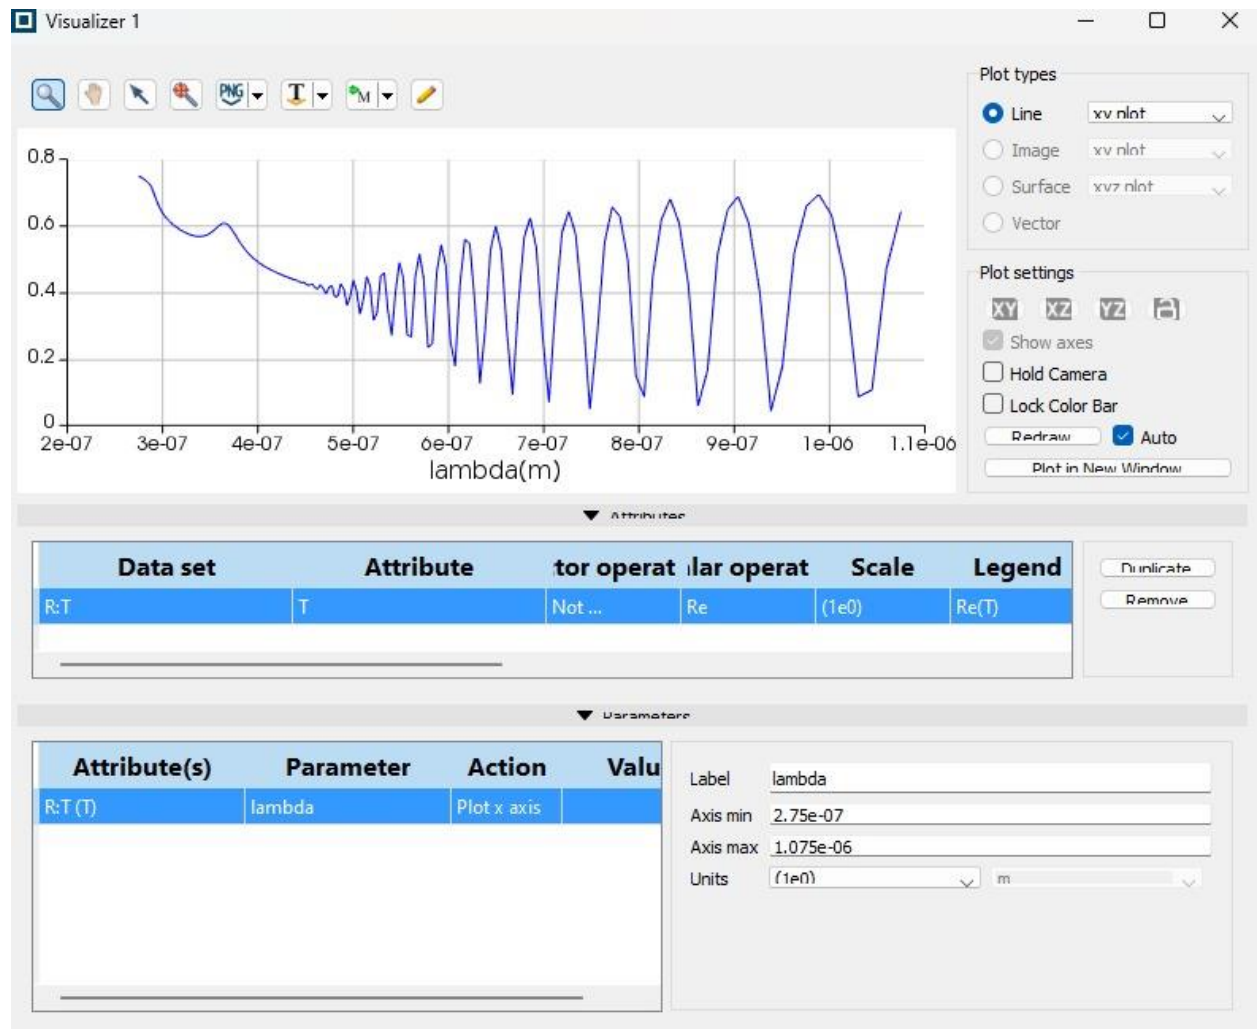 Visualizer 1
PNG T M
Plot types
Line xy plot
Image xy plot
Surface xyz plot
Vector
0.8
0.6
0.4
0.2
0
2e-07 3e-07 4e-07 5e-07 6e-07 7e-07 8e-07 9e-07 1e-06 1.1e-06
lambda(m)
Plot settings
XY XZ YZ
Show axes
Hold Camera
Lock Color Bar
Redraw Auto
Plot in New Window
Attributes
Data set Attribute tor operat lar operat Scale Legend
R:T T Not ... Re (1e0) Re(T)
Duplicate
Remove
Parameters
Attribute(s) Parameter Action Valu
R:T (T) lambda Plot x axis
Label lambda
Axis min 2.75e-07
Axis max 1.075e-06
Units (1e0) m